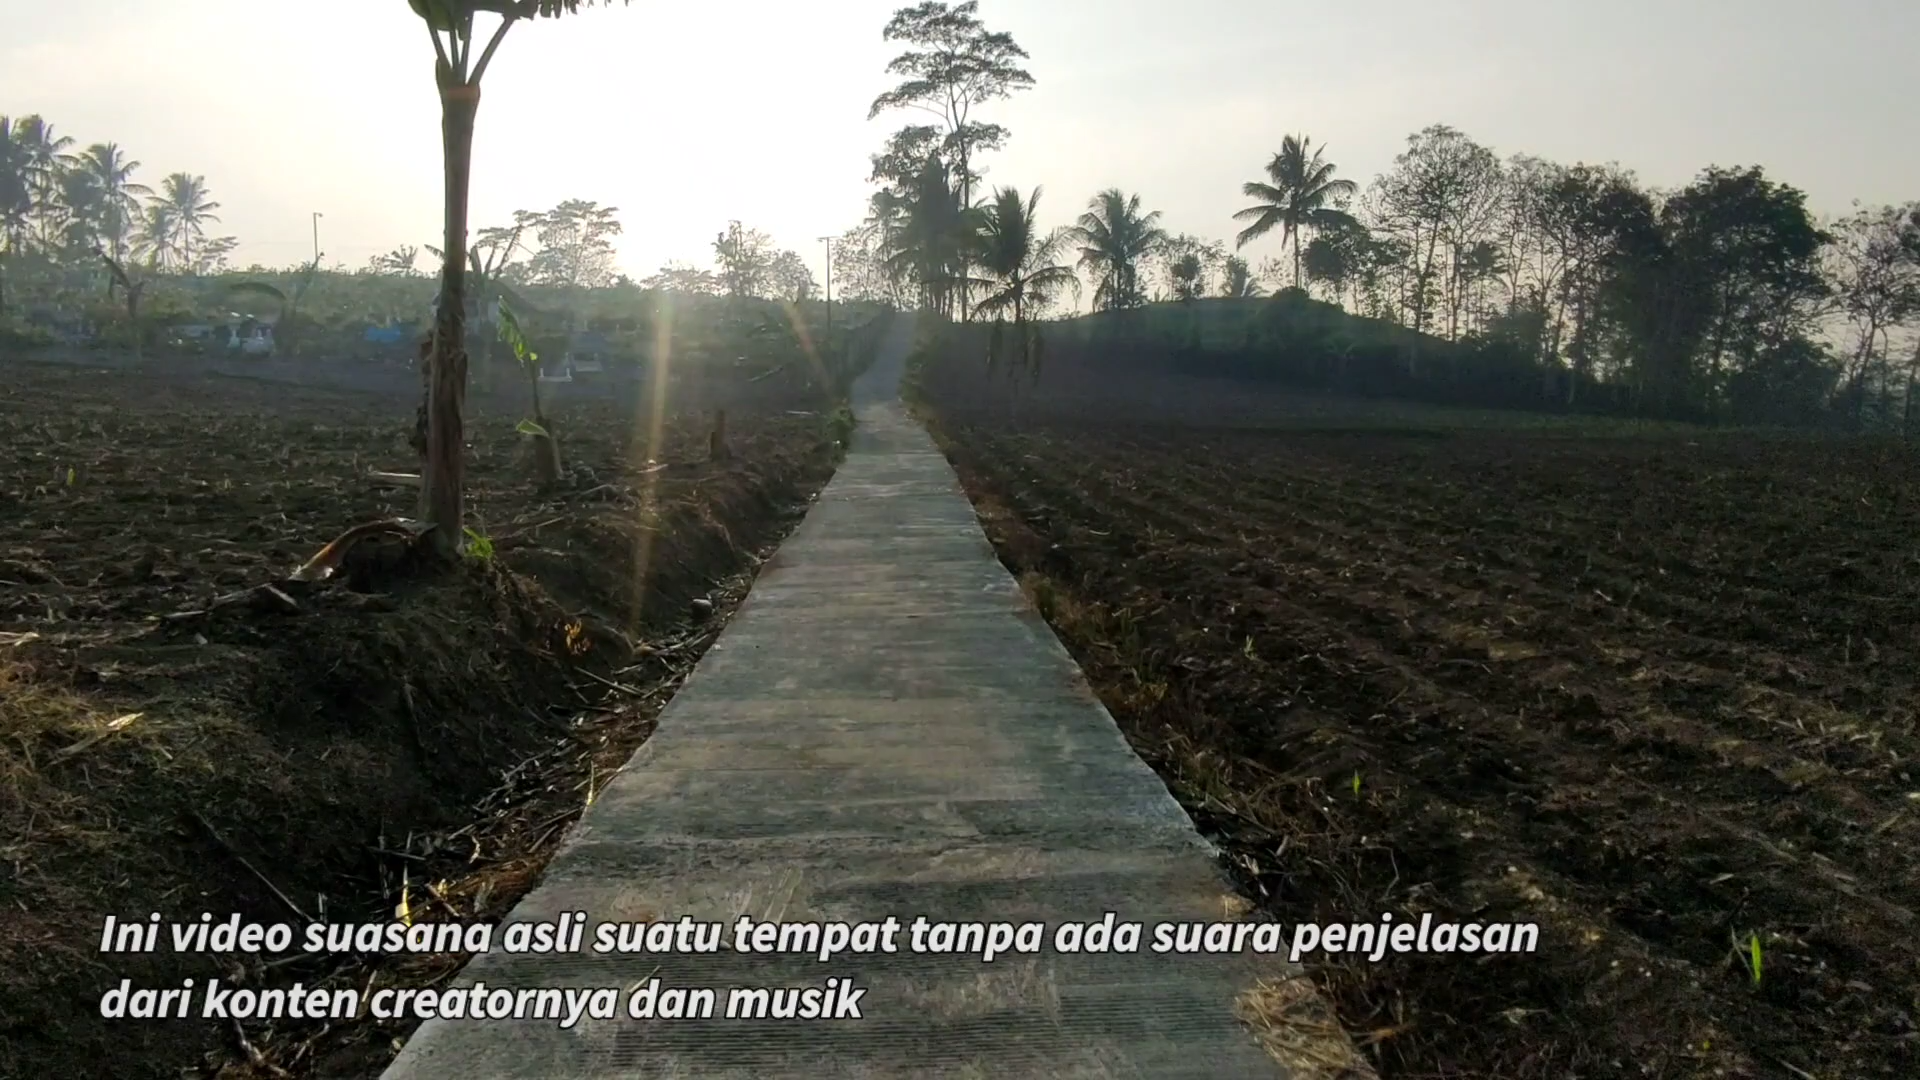 Ini video suasana asli suatu tempat tanpa ada suara penjelasan
dari konten creatornya dan musik